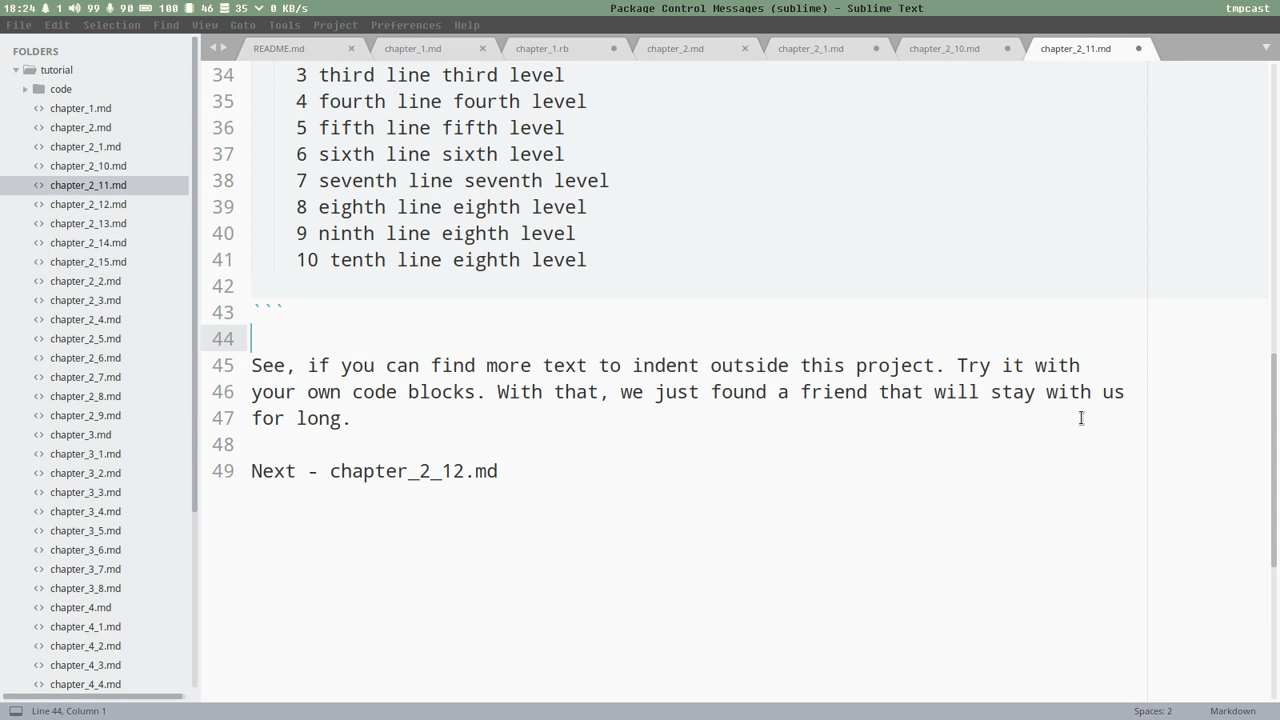 18:24 1 99 90 100 46 35 0 KB/s Package Control Messages (sublime) - Sublime Text tmpcast
File Edit Selection Find View Goto Tools Project Preferences Help
FOLDERS
tutorial
code
chapter_1.md
chapter_2.md
chapter_2_1.md
chapter_2_10.md
chapter_2_11.md
chapter_2_12.md
chapter_2_13.md
chapter_2_14.md
chapter_2_15.md
chapter_2_2.md
chapter_2_3.md
chapter_2_4.md
chapter_2_5.md
chapter_2_6.md
chapter_2_7.md
chapter_2_8.md
chapter_2_9.md
chapter_3.md
chapter_3_1.md
chapter_3_2.md
chapter_3_3.md
chapter_3_4.md
chapter_3_5.md
chapter_3_6.md
chapter_3_7.md
chapter_3_8.md
chapter_4.md
chapter_4_1.md
chapter_4_2.md
chapter_4_3.md
chapter_4_4.md
README.md chapter_1.md chapter_1.rb chapter_2.md chapter_2_1.md chapter_2_10.md chapter_2_11.md
34 3 third line third level
35 4 fourth line fourth level
36 5 fifth line fifth level
37 6 sixth line sixth level
38 7 seventh line seventh level
39 8 eighth line eighth level
40 9 ninth line eighth level
41 10 tenth line eighth level
42
43 ```
44
45 See, if you can find more text to indent outside this project. Try it with
46 your own code blocks. With that, we just found a friend that will stay with us
47 for long.
48
49 Next - chapter_2_12.md
Line 44, Column 1 Spaces: 2 Markdown